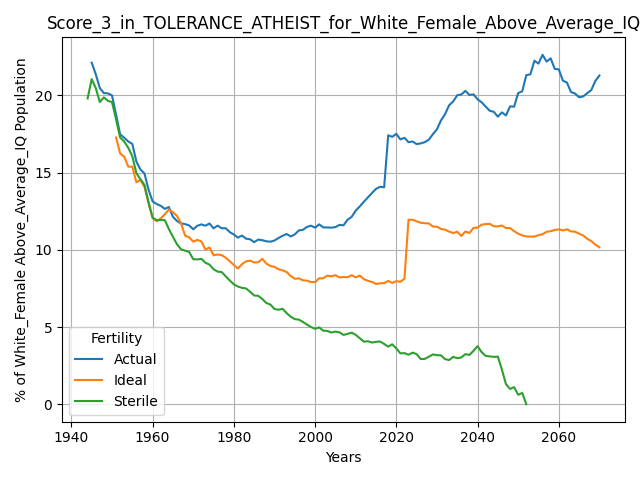 Score_3_in_TOLERANCE_ATHEIST_for_White_Female_Above_Average_IQ
% of White_Female Above_Average_IQ Population
20
15
10
5
0
Fertility
Actual
Ideal
Sterile
1940 1960 1980 2000 2020 2040 2060
Years